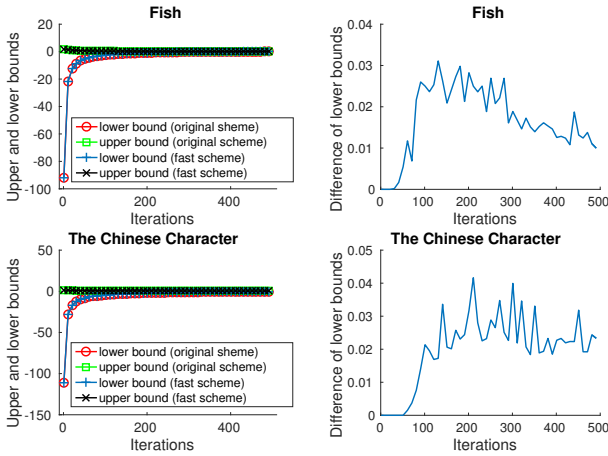 Fish
20
0
-20
-40
-60
-80
-100
Upper and lower bounds
lower bound (original sheme)
upper bound (original sheme)
lower bound (fast scheme)
upper bound (fast scheme)
0 200 400
Iterations
Fish
0.04
0.03
0.02
0.01
0
Difference of lower bounds
0 100 200 300 400 500
Iterations
The Chinese Character
50
0
-50
-100
-150
Upper and lower bounds
lower bound (original sheme)
upper bound (original sheme)
lower bound (fast scheme)
upper bound (fast scheme)
0 200 400
Iterations
The Chinese Character
0.05
0.04
0.03
0.02
0.01
0
Difference of lower bounds
0 100 200 300 400 500
Iterations